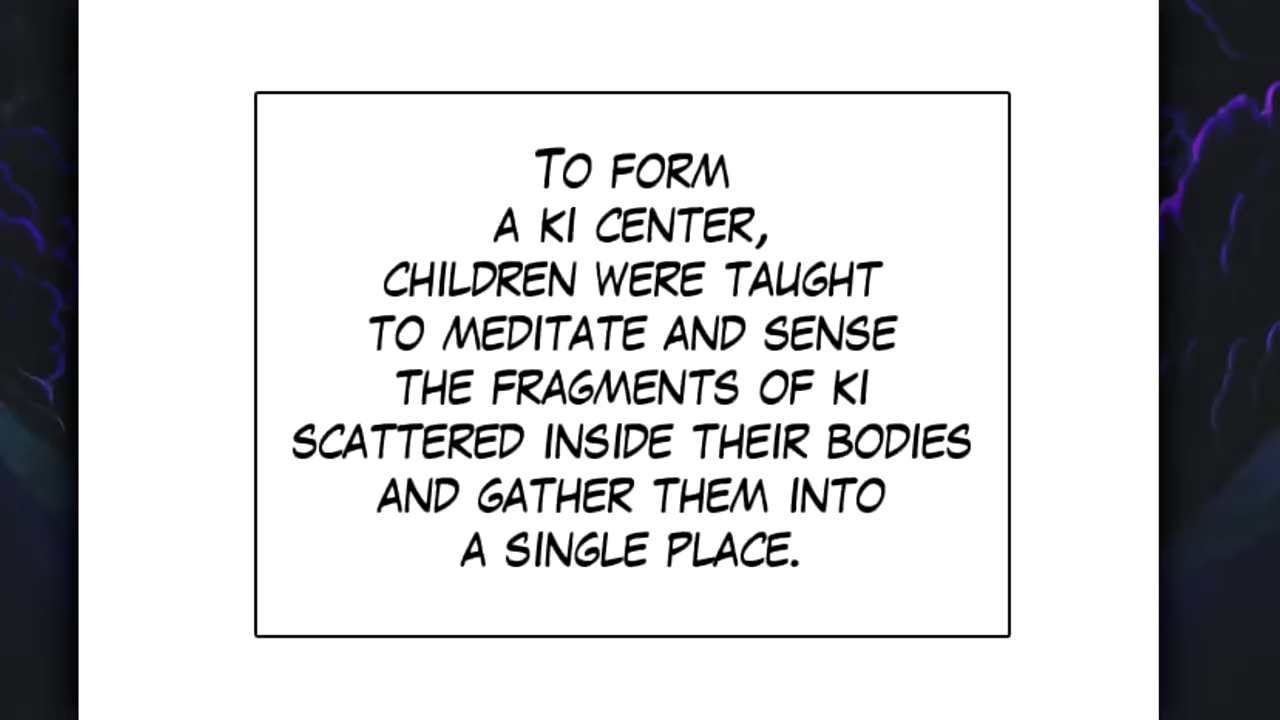 TO FORM
A KI CENTER,
CHILDREN WERE TAUGHT
TO MEDITATE AND SENSE
THE FRAGMENTS OF KI
SCATTERED INSIDE THEIR BODIES
AND GATHER THEM INTO
A SINGLE PLACE.